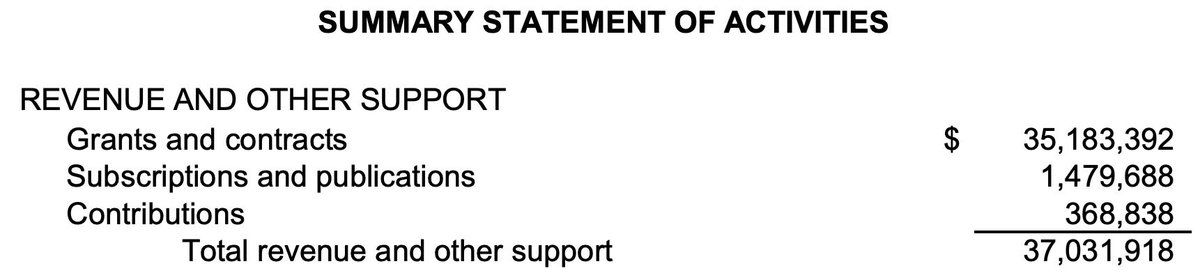 SUMMARY STATEMENT OF ACTIVITIES
REVENUE AND OTHER SUPPORT
Grants and contracts $ 35,183,392
Subscriptions and publications 1,479,688
Contributions 368,838
Total revenue and other support 37,031,918